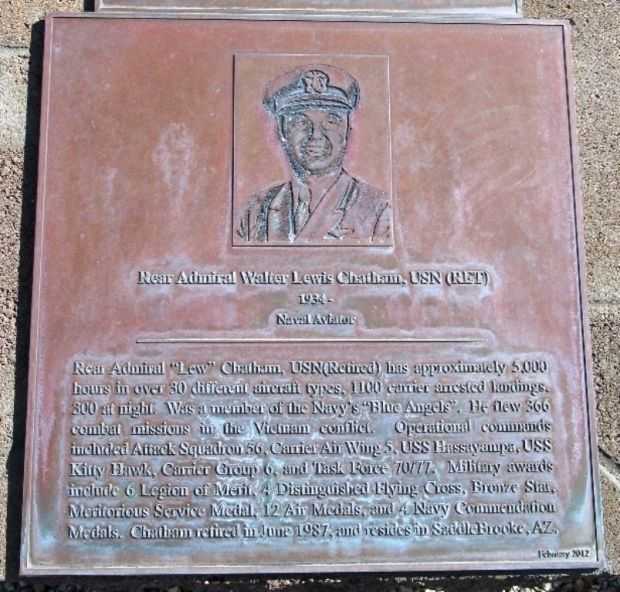 Rear Admiral Walter Lewis Chatham, USN (RET)
1934 -
Naval Aviator
Rear Admiral “Lew” Chatham, USN(Retired) has approximately 5,000
hours in over 30 different aircraft types, 1100 carrier arrested landings,
300 at night. Was a member of the Navy's “Blue Angels”. He flew 366
combat missions in the Vietnam conflict. Operational commands
included Attack Squadron 56, Carrier Air Wing 5, USS Hassayampa, USS
Kitty Hawk, Carrier Group 6, and Task Force 70/77. Military awards
include 6 Legion of Merit, 4 Distinguished Flying Cross, Bronze Star,
Meritorious Service Medal, 12 Air Medals, and 4 Navy Commendation
Medals. Chatham retired in June 1987, and resides in SaddleBrooke, AZ.
February 2012